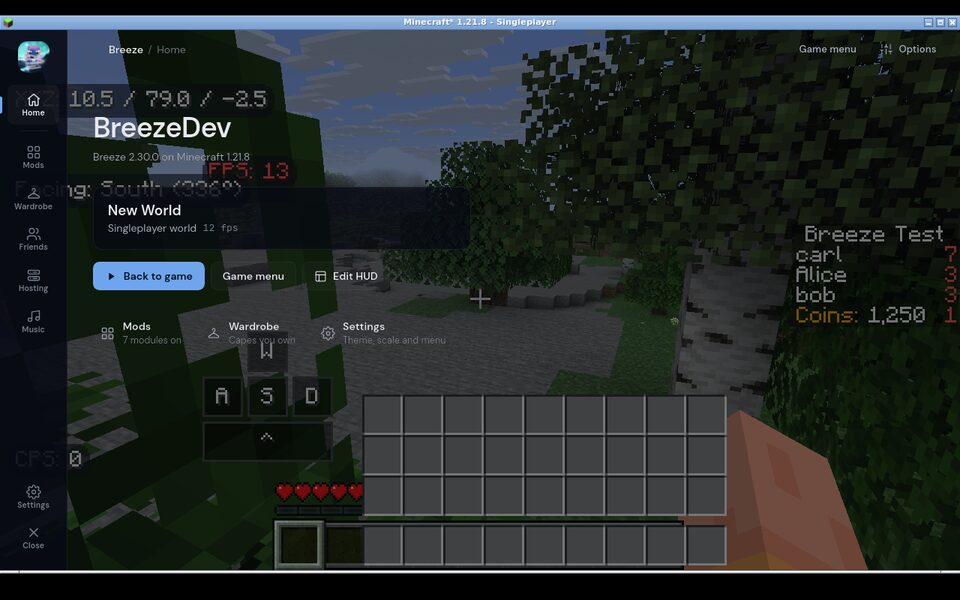 Minecraft* 1.21.8 - Singleplayer
Breeze / Home
Game menu
Options
10.5 / 79.0 / -2.5
Home
BreezeDev
Breeze 2.30.0 on Minecraft 1.21.8
FPS: 13
Mods
Facing: South (336°)
Wardrobe
New World
Singleplayer world 12 fps
Friends
Breeze Test
carl 7
Alice 3
bob 3
Coins: 1,250 1
Back to game
Game menu
Edit HUD
Hosting
Music
Mods
7 modules on
Wardrobe
Capes you own
Settings
Theme, scale and menu
W
A
S
D
^
CPS: 0
Settings
Close